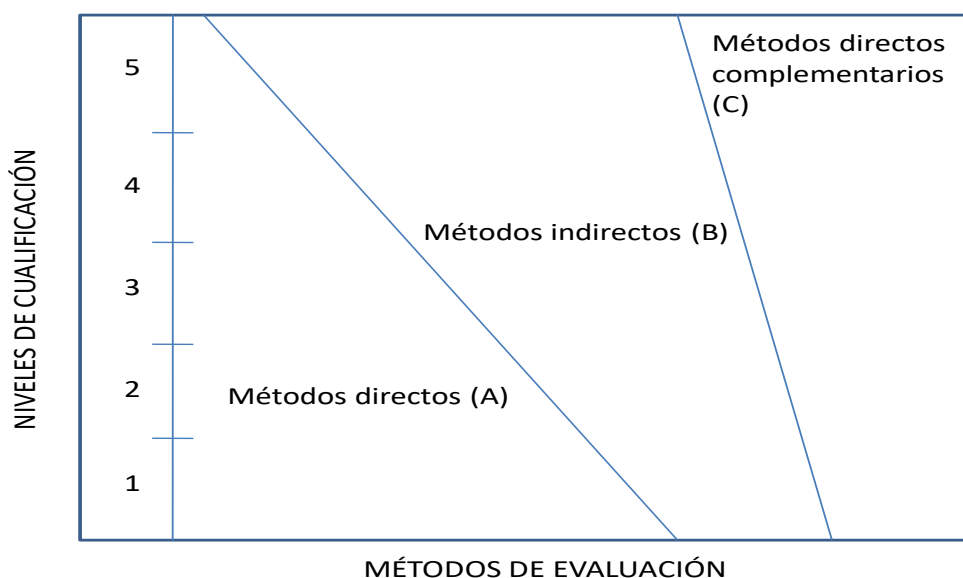 NIVELES DE CUALIFICACIÓN
5
4
3
2
1
Métodos directos
complementarios
(C)
Métodos indirectos (B)
Métodos directos (A)
MÉTODOS DE EVALUACIÓN